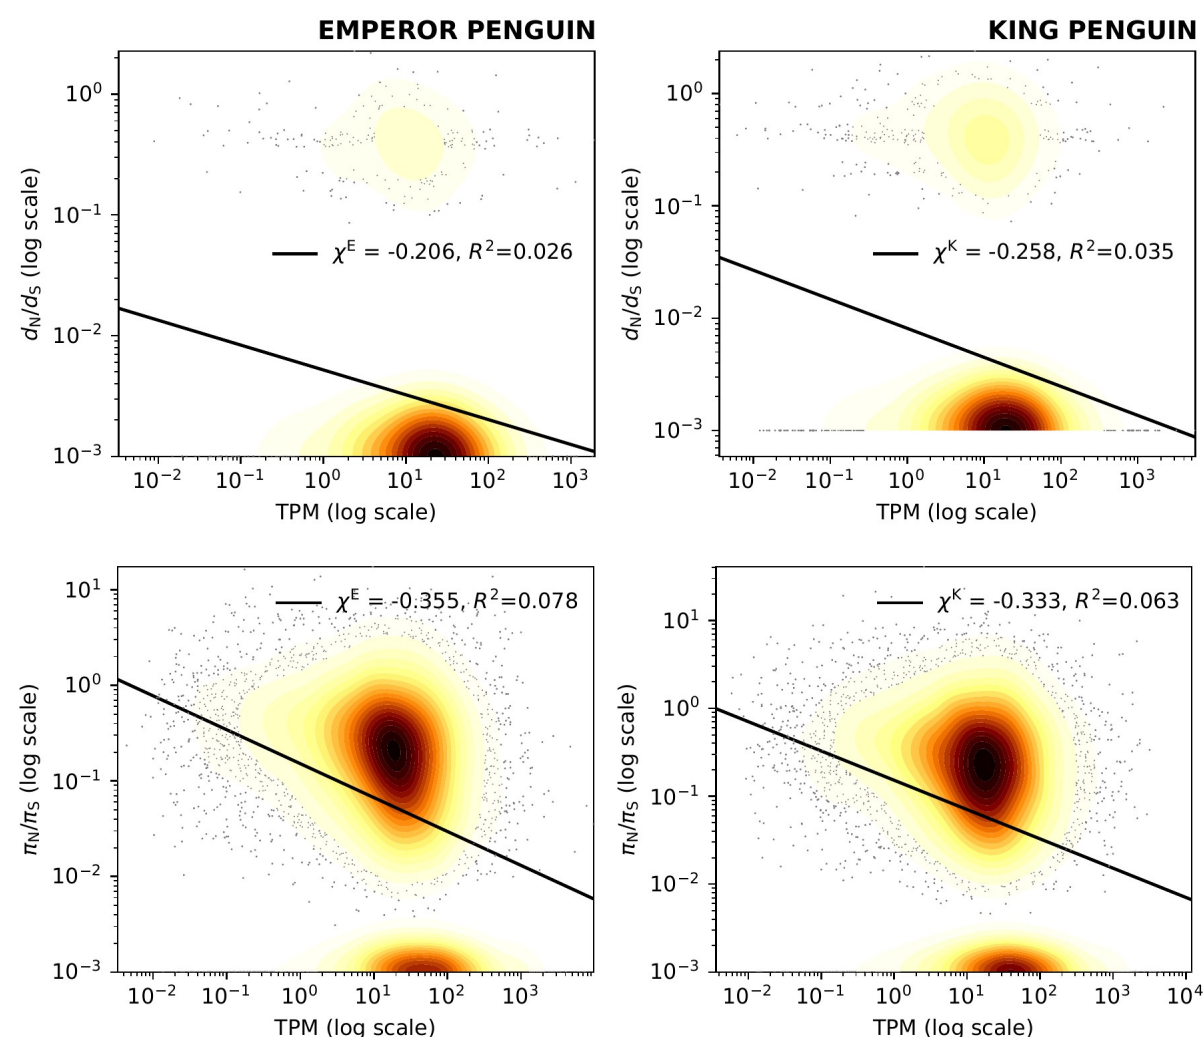 EMPEROR PENGUIN
KING PENGUIN
10⁰
10⁻¹
10⁻²
10⁻³
d_N/d_S (log scale)
χᴱ = -0.206, R²=0.026
10⁻² 10⁻¹ 10⁰ 10¹ 10² 10³
TPM (log scale)
10⁰
10⁻¹
10⁻²
10⁻³
d_N/d_S (log scale)
χᴷ = -0.258, R²=0.035
10⁻² 10⁻¹ 10⁰ 10¹ 10² 10³
TPM (log scale)
10¹
10⁰
10⁻¹
10⁻²
10⁻³
π_N/π_S (log scale)
χᴱ = -0.355, R²=0.078
10⁻² 10⁻¹ 10⁰ 10¹ 10² 10³
TPM (log scale)
10¹
10⁰
10⁻¹
10⁻²
10⁻³
π_N/π_S (log scale)
χᴷ = -0.333, R²=0.063
10⁻² 10⁻¹ 10⁰ 10¹ 10² 10³ 10⁴
TPM (log scale)